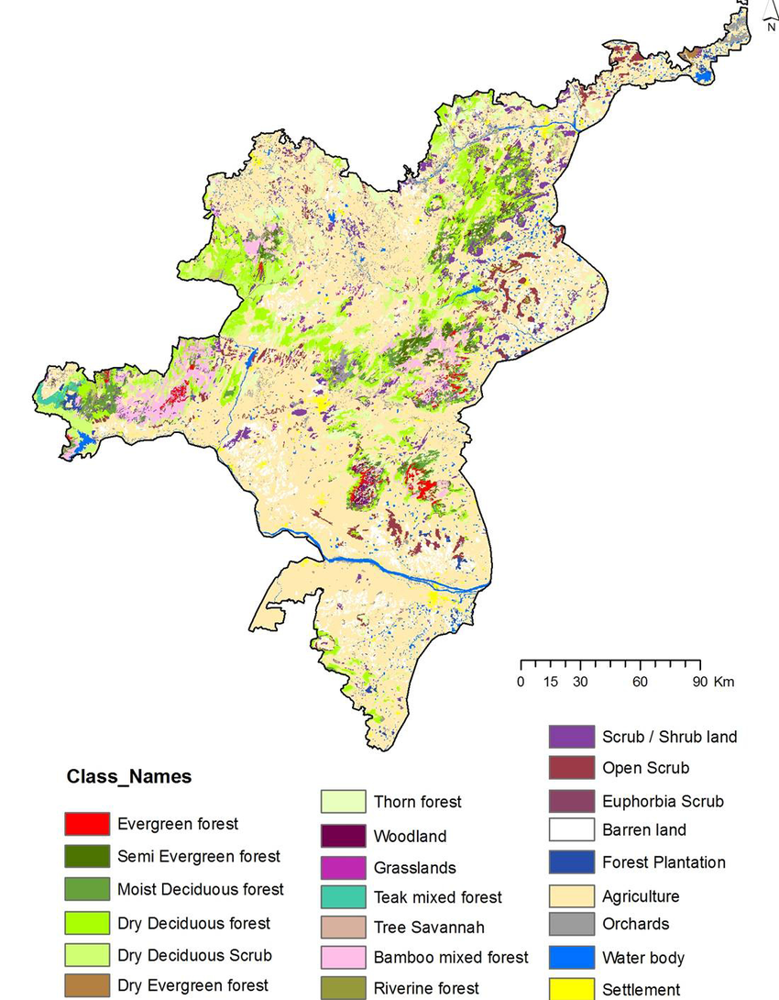 N
0 15 30 60 90 Km
Class_Names
Evergreen forest
Semi Evergreen forest
Moist Deciduous forest
Dry Deciduous forest
Dry Deciduous Scrub
Dry Evergreen forest
Thorn forest
Woodland
Grasslands
Teak mixed forest
Tree Savannah
Bamboo mixed forest
Riverine forest
Scrub / Shrub land
Open Scrub
Euphorbia Scrub
Barren land
Forest Plantation
Agriculture
Orchards
Water body
Settlement